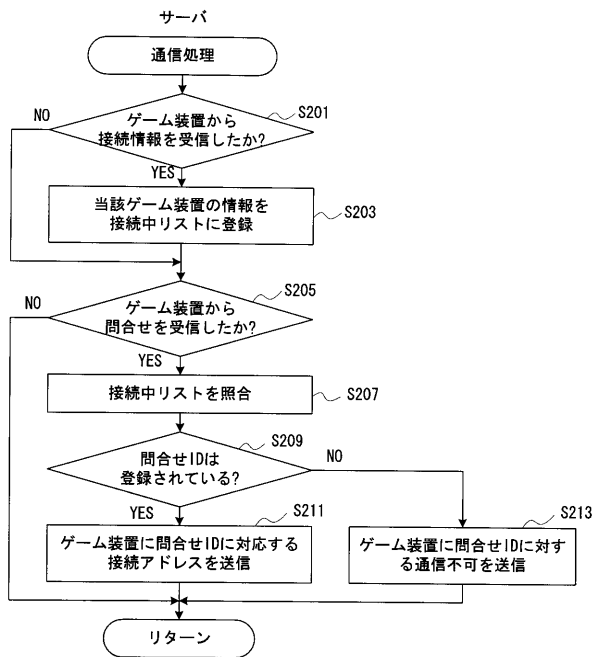 サーバ
通信処理
NO
ゲーム装置から
接続情報を受信したか?
S201
YES
当該ゲーム装置の情報を
接続中リストに登録
S203
NO
ゲーム装置から
問合せを受信したか?
S205
YES
接続中リストを照合
S207
問合せIDは
登録されている?
S209
NO
YES
ゲーム装置に問合せIDに対応する
接続アドレスを送信
S211
ゲーム装置に問合せIDに対す
る通信不可を送信
S213
リターン